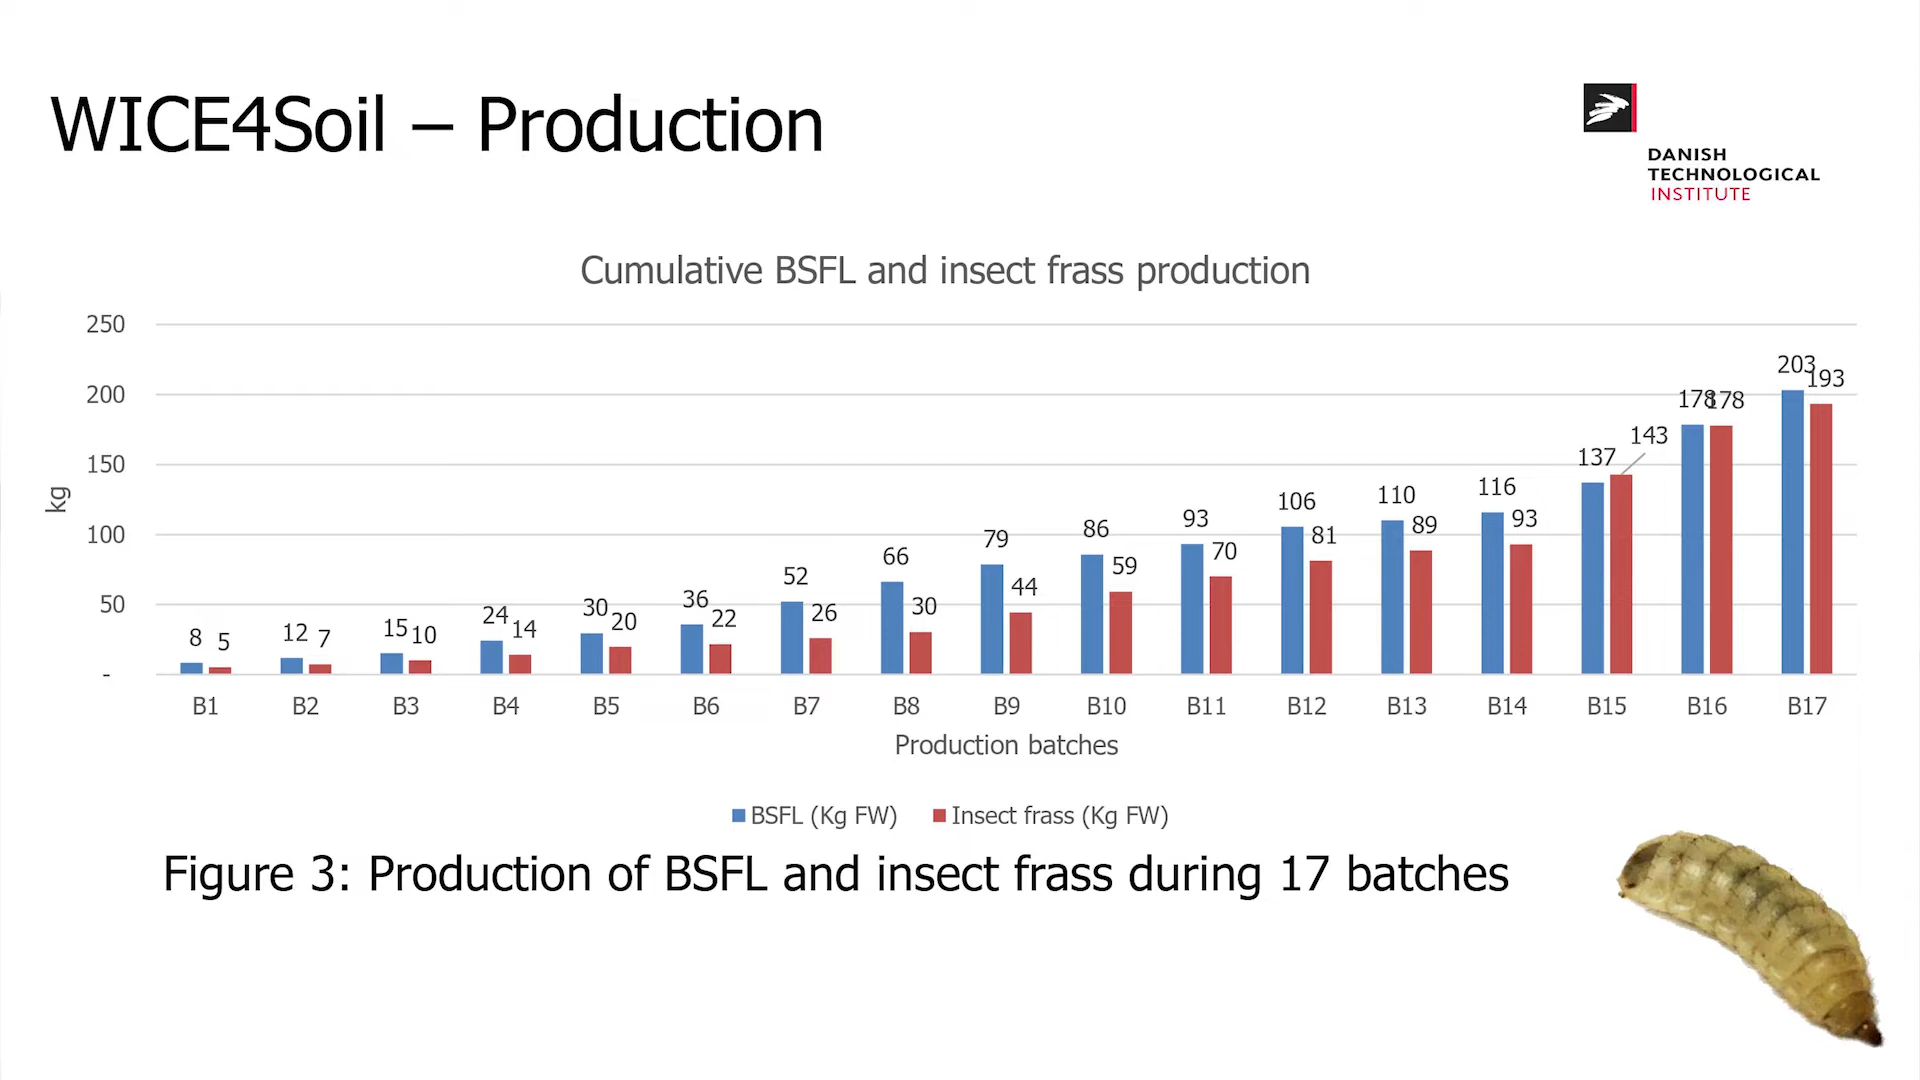 WICE4Soil – Production
DANISH
TECHNOLOGICAL
INSTITUTE
Cumulative BSFL and insect frass production
250
200
150
100
50
-
kg
8 5 12 7 15 10 24 14 30 20 36 22 52 26 66 30 79 44 86 59 93 70 106 81 110 89 116 93 137 143 178 178 203 193
B1 B2 B3 B4 B5 B6 B7 B8 B9 B10 B11 B12 B13 B14 B15 B16 B17
Production batches
BSFL (Kg FW) Insect frass (Kg FW)
Figure 3: Production of BSFL and insect frass during 17 batches